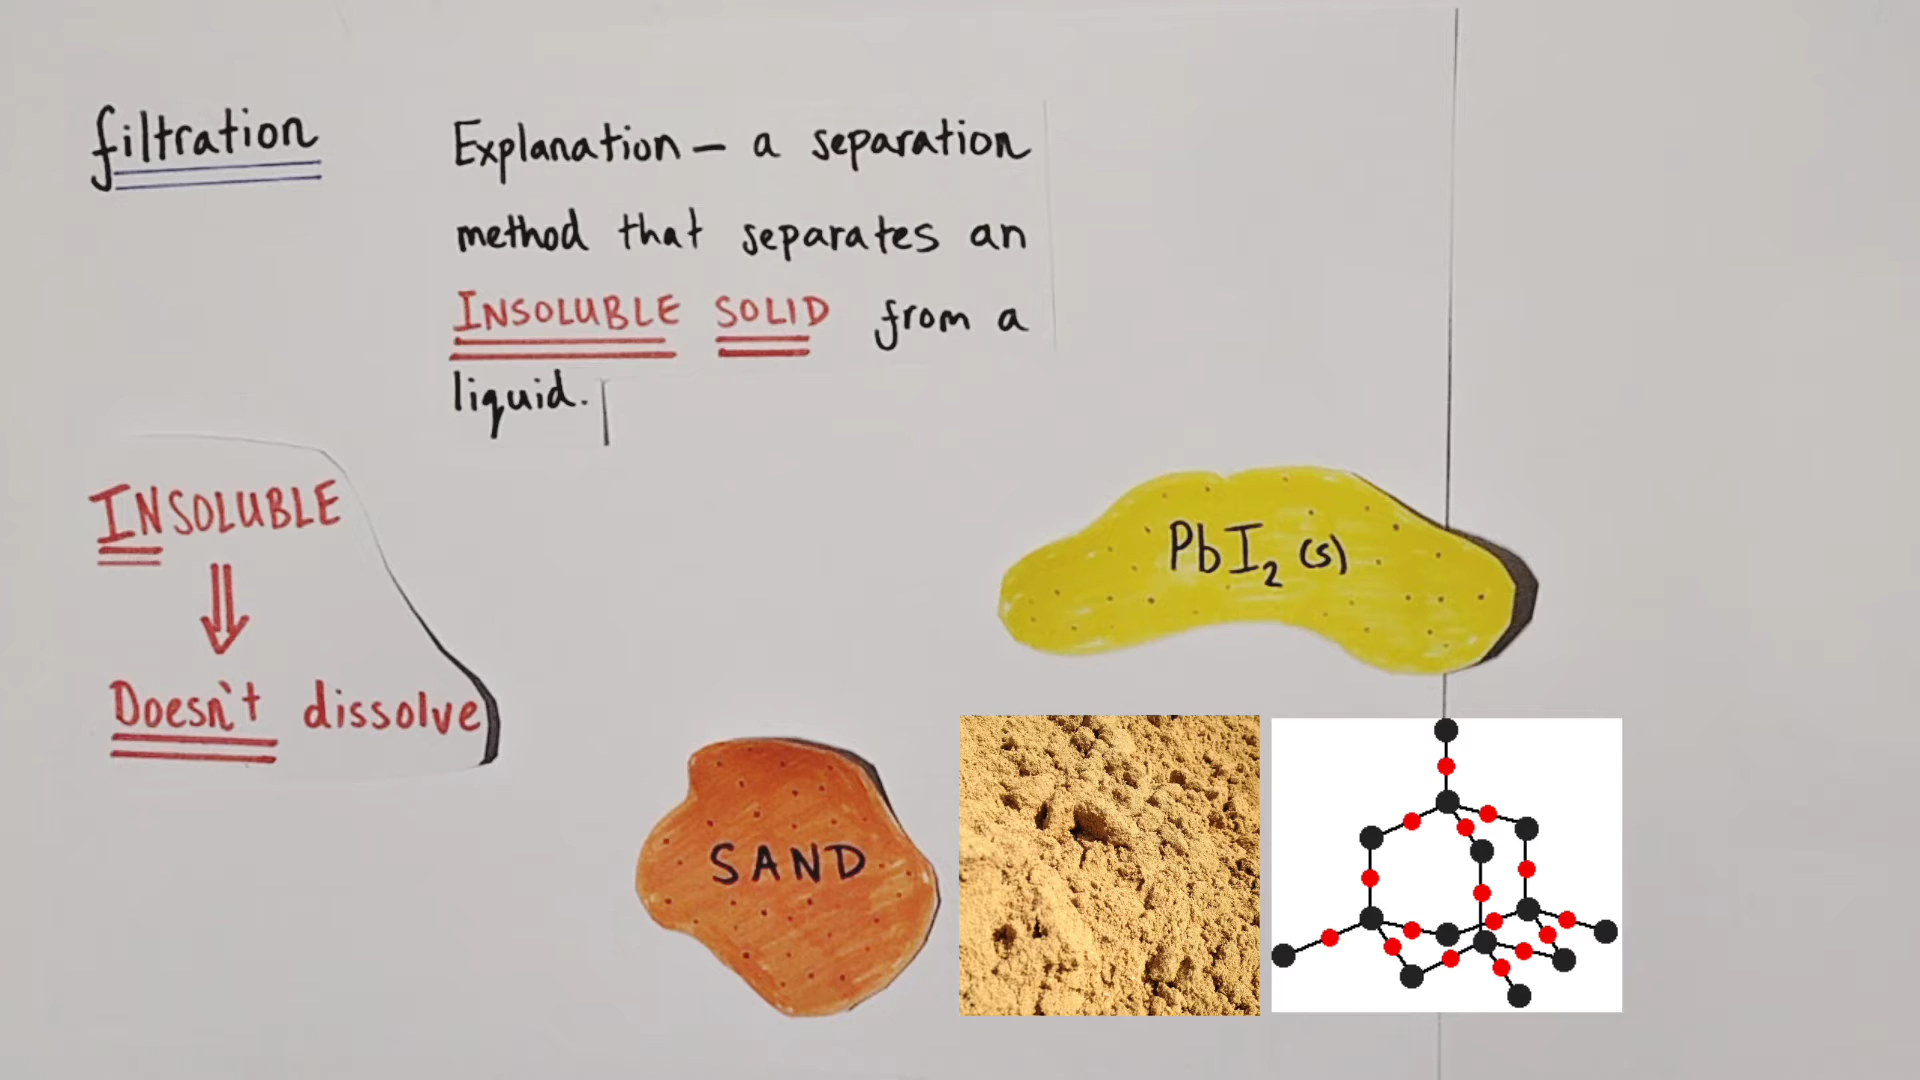 filtration
Explanation – a separation
method that separates an
INSOLUBLE SOLID from a
liquid.
INSOLUBLE
Doesn't dissolve
PbI₂ (s)
SAND